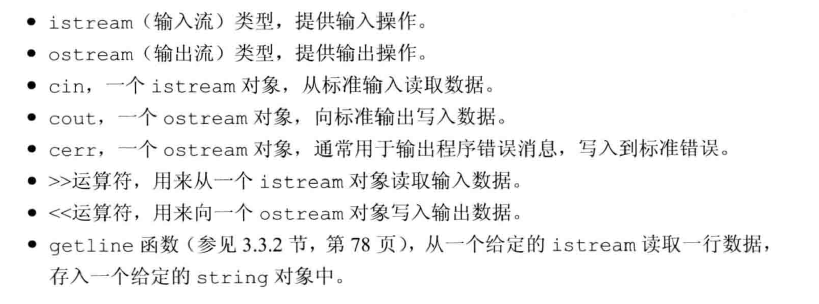 ● istream（输入流）类型，提供输入操作。
● ostream（输出流）类型，提供输出操作。
● cin，一个 istream 对象，从标准输入读取数据。
● cout，一个 ostream 对象，向标准输出写入数据。
● cerr，一个 ostream 对象，通常用于输出程序错误消息，写入到标准错误。
● >>运算符，用来从一个 istream 对象读取输入数据。
● <<运算符，用来向一个 ostream 对象写入输出数据。
● getline 函数（参见 3.3.2 节，第 78 页），从一个给定的 istream 读取一行数据，
存入一个给定的 string 对象中。